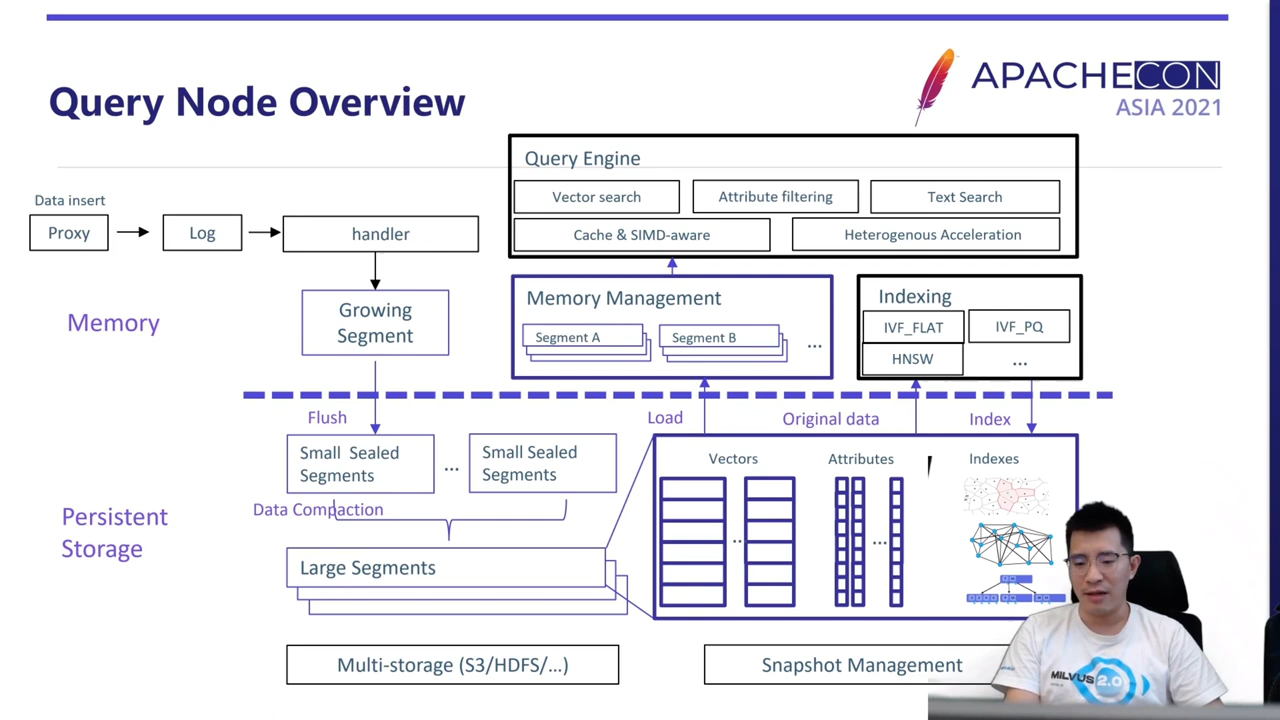 APACHECON
ASIA 2021
Query Node Overview
Query Engine
Vector search
Attribute filtering
Text Search
Cache & SIMD-aware
Heterogenous Acceleration
Data insert
Proxy
Log
handler
Memory
Growing
Segment
Memory Management
Segment A
Segment B
...
Indexing
IVF_FLAT
IVF_PQ
HNSW
...
Flush
Load
Original data
Index
Persistent
Storage
Small Sealed
Segments
...
Small Sealed
Segments
Data Compaction
Large Segments
Vectors
Attributes
Indexes
...
...
Multi-storage (S3/HDFS/...)
Snapshot Management
MILVUS 2.0